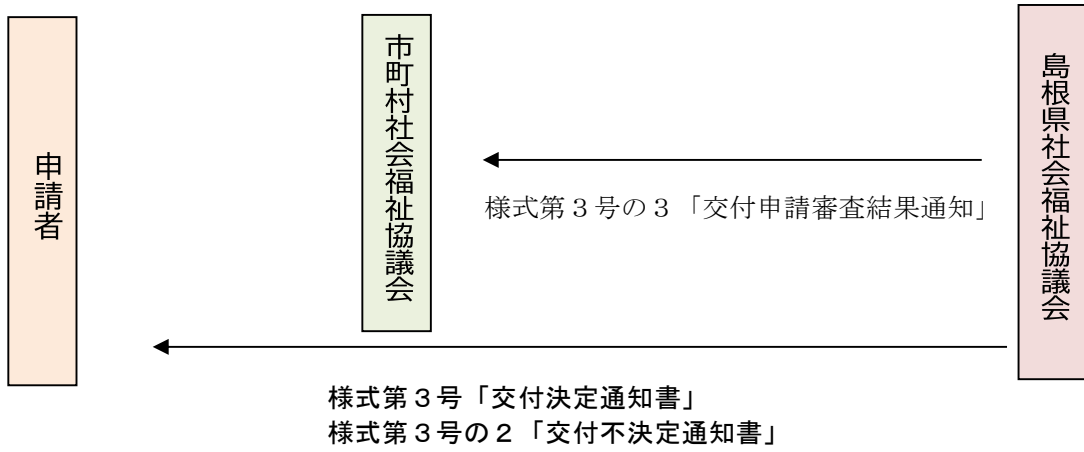 申請者
市町村社会福祉協議会
島根県社会福祉協議会
様式第３号の３「交付申請審査結果通知」
様式第３号「交付決定通知書」
様式第３号の２「交付不決定通知書」